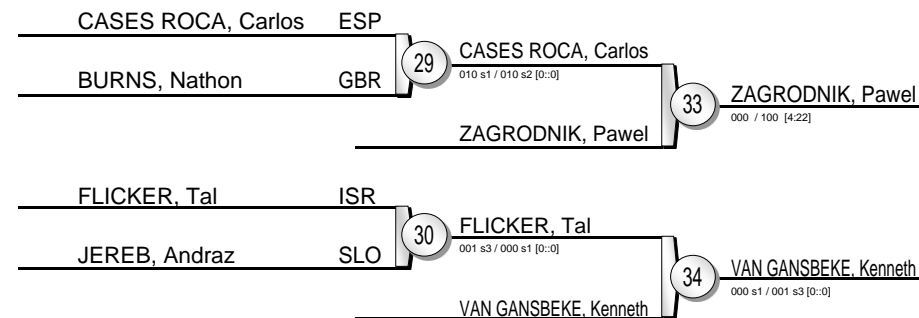 CASES ROCA, Carlos ESP
BURNS, Nathon GBR
29
CASES ROCA, Carlos
010 s1 / 010 s2 [0::0]
ZAGRODNIK, Pawel
33
ZAGRODNIK, Pawel
000 / 100 [4:22]
FLICKER, Tal ISR
JEREB, Andraz SLO
30
FLICKER, Tal
001 s3 / 000 s1 [0::0]
VAN GANSBEKE, Kenneth
34
VAN GANSBEKE, Kenneth
000 s1 / 001 s3 [0::0]